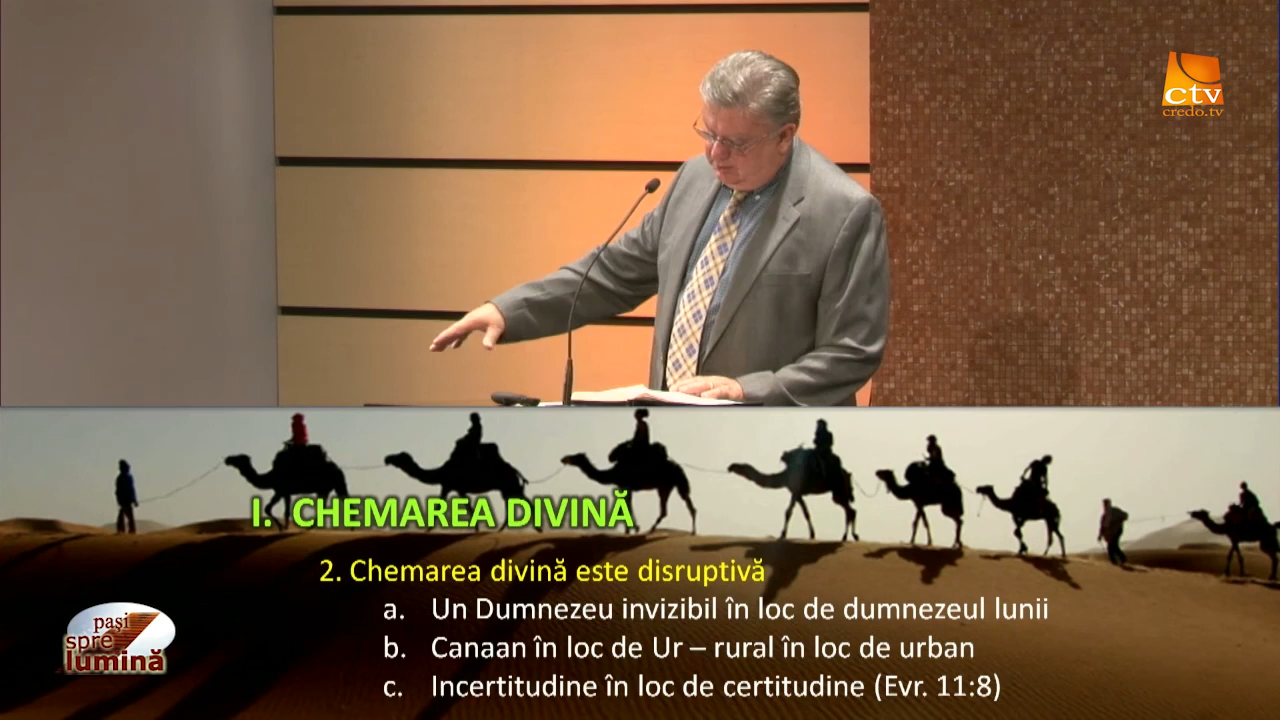 ctv
credo.tv
I. CHEMAREA DIVINĂ
2. Chemarea divină este disruptivă
a. Un Dumnezeu invizibil în loc de dumnezeul lunii
b. Canaan în loc de Ur – rural în loc de urban
c. Incertitudine în loc de certitudine (Evr. 11:8)
pași
spre
lumină